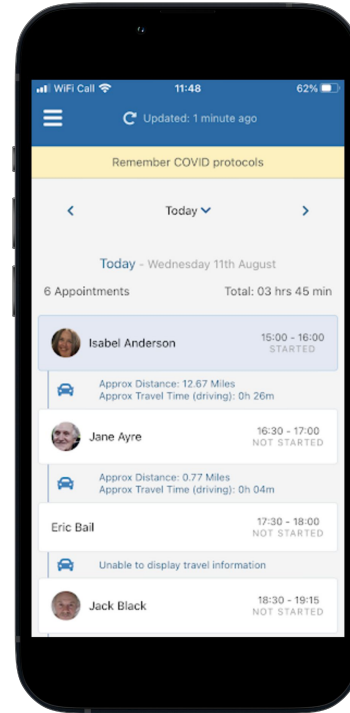 WiFi Call
11:48
62%
Updated: 1 minute ago
Remember COVID protocols
Today
Today - Wednesday 11th August
6 Appointments
Total: 03 hrs 45 min
Isabel Anderson
15:00 - 16:00
STARTED
Approx Distance: 12.67 Miles
Approx Travel Time (driving): 0h 26m
Jane Ayre
16:30 - 17:00
NOT STARTED
Approx Distance: 0.77 Miles
Approx Travel Time (driving): 0h 04m
Eric Bail
17:30 - 18:00
NOT STARTED
Unable to display travel information
Jack Black
18:30 - 19:15
NOT STARTED